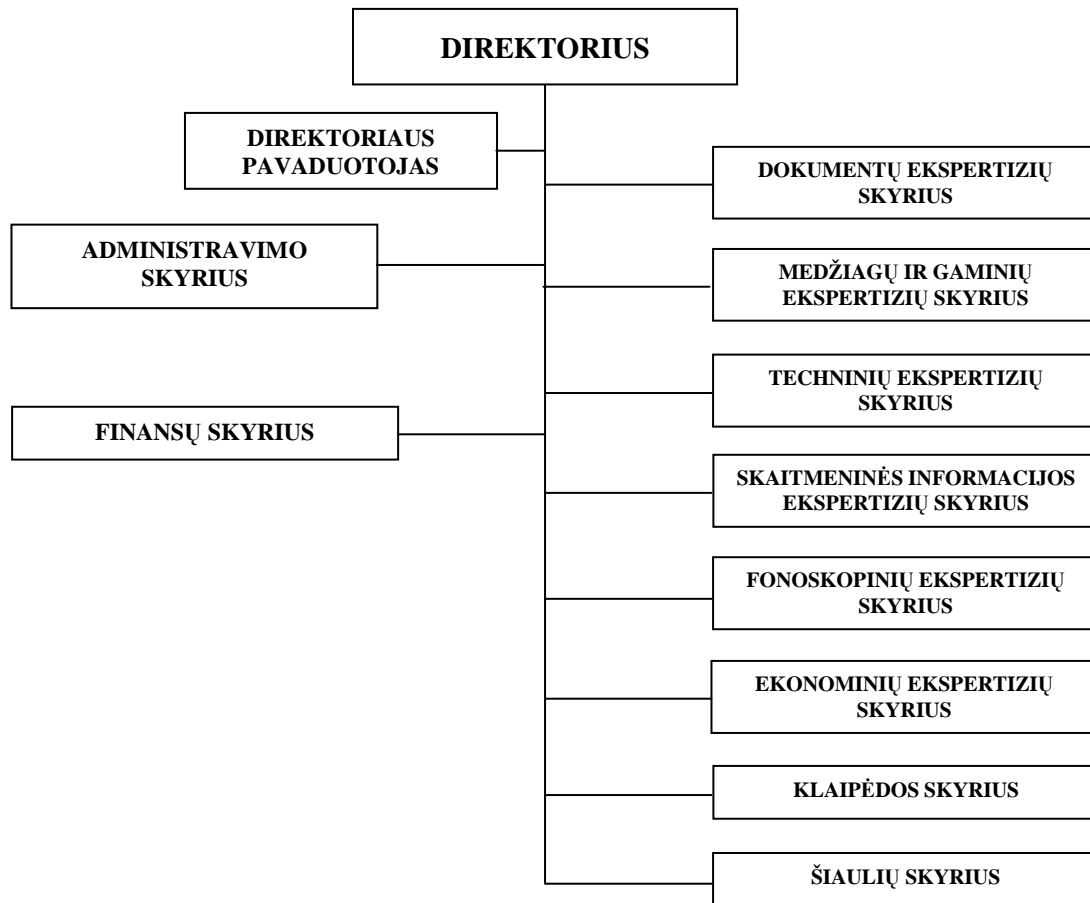 DIREKTORIUS
DIREKTORIAUS
PAVADUOTOJAS
DOKUMENTŲ EKSPERTIZIŲ
SKYRIUS
ADMINISTRAVIMO
SKYRIUS
MEDŽIAGŲ IR GAMINIŲ
EKSPERTIZIŲ SKYRIUS
TECHNINIŲ EKSPERTIZIŲ
SKYRIUS
FINANSŲ SKYRIUS
SKAITMENINĖS INFORMACIJOS
EKSPERTIZIŲ SKYRIUS
FONOSKOPINIŲ EKSPERTIZIŲ
SKYRIUS
EKONOMINIŲ EKSPERTIZIŲ
SKYRIUS
KLAIPĖDOS SKYRIUS
ŠIAULIŲ SKYRIUS